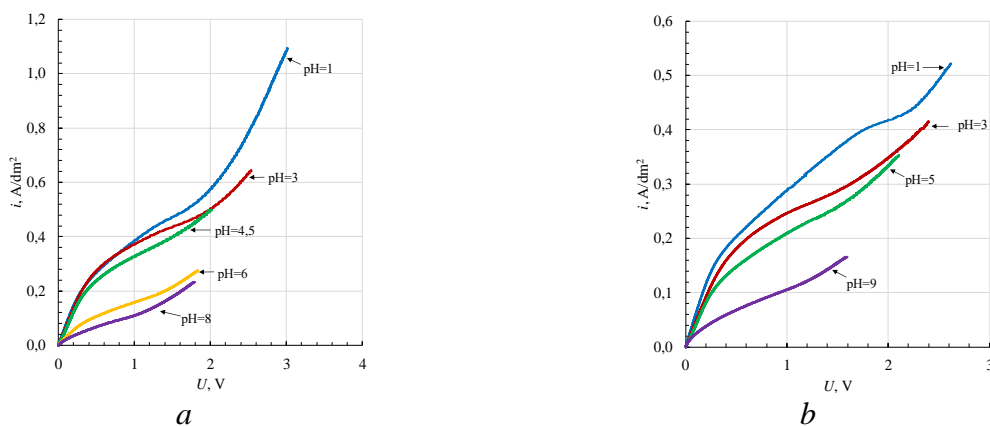 1,2
1,0
0,8
0,6
0,4
0,2
0,0
i, A/dm²
0
1
2
3
4
U, V
pH=1
pH=3
pH=4,5
pH=6
pH=8
a
0,6
0,5
0,4
0,3
0,2
0,1
0,0
i, A/dm²
0
1
2
3
U, V
pH=1
pH=3
pH=5
pH=9
b